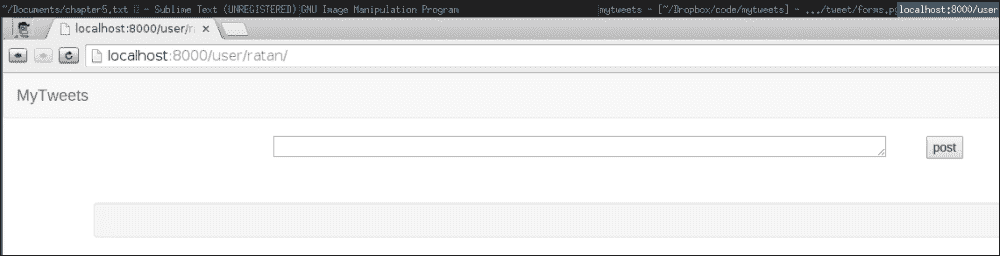 ~/Documents/chapter5.txt - Sublime Text (UNREGISTERED) GNU Image Manipulation Program mytweets - [~/Dropbox/code/mytweets] - .../tweet/forms.p localhost:8000/user
localhost:8000/user/r
localhost:8000/user/ratan/
MyTweets
post